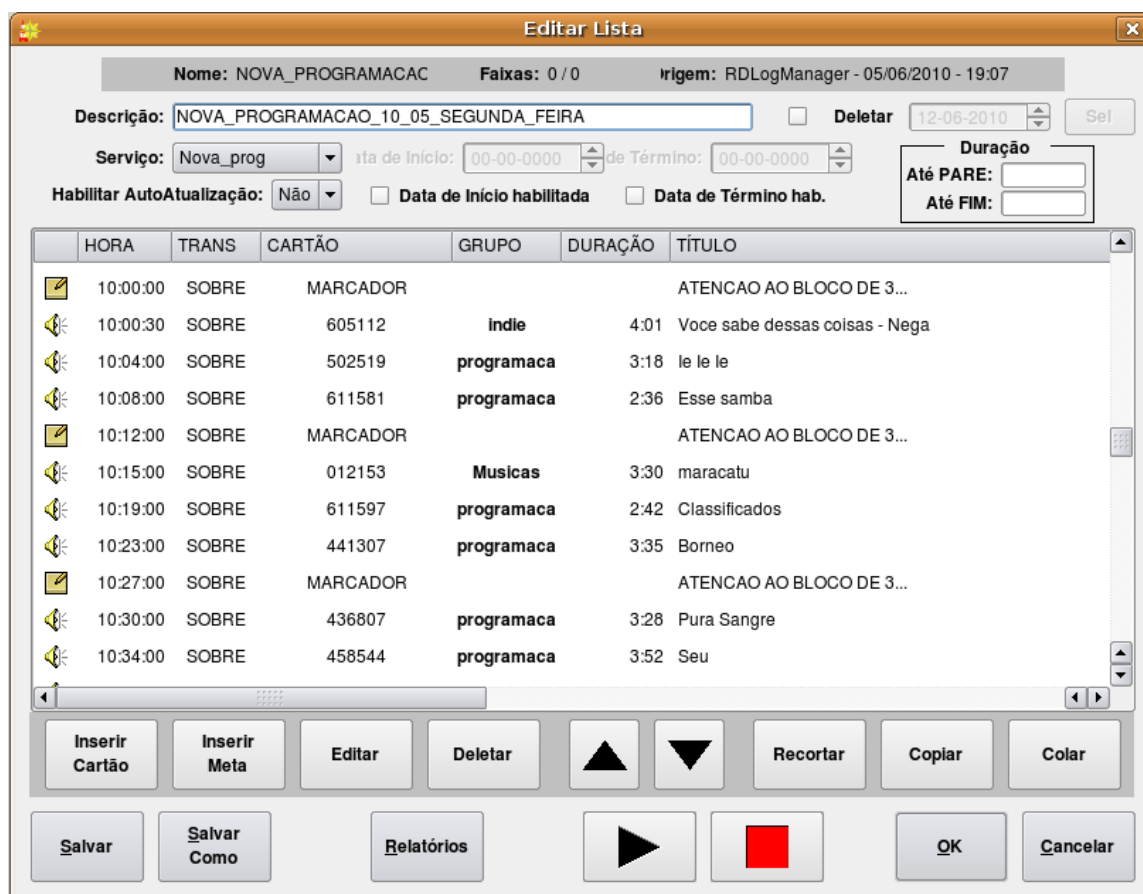 Editar Lista
Nome: NOVA_PROGRAMACAC Faixas: 0 / 0 rigem: RDLogManager - 05/06/2010 - 19:07
Descrição: NOVA_PROGRAMACAO_10_05_SEGUNDA_FEIRA Deletar 12-06-2010 Sel
Serviço: Nova_prog ata de Início: 00-00-0000 de Término: 00-00-0000 Duração
Até PARE:
Habilitar AutoAtualização: Não Data de Início habilitada Data de Término hab.
Até FIM:
HORA TRANS CARTÃO GRUPO DURAÇÃO TÍTULO
10:00:00 SOBRE MARCADOR ATENCAO AO BLOCO DE 3...
10:00:30 SOBRE 605112 indie 4:01 Voce sabe dessas coisas - Nega
10:04:00 SOBRE 502519 programaca 3:18 le le le
10:08:00 SOBRE 611581 programaca 2:36 Esse samba
10:12:00 SOBRE MARCADOR ATENCAO AO BLOCO DE 3...
10:15:00 SOBRE 012153 Musicas 3:30 maracatu
10:19:00 SOBRE 611597 programaca 2:42 Classificados
10:23:00 SOBRE 441307 programaca 3:35 Borneo
10:27:00 SOBRE MARCADOR ATENCAO AO BLOCO DE 3...
10:30:00 SOBRE 436807 programaca 3:28 Pura Sangre
10:34:00 SOBRE 458544 programaca 3:52 Seu
Inserir Cartão Inserir Meta Editar Deletar Recortar Copiar Colar
Salvar Salvar Como Relatórios OK Cancelar